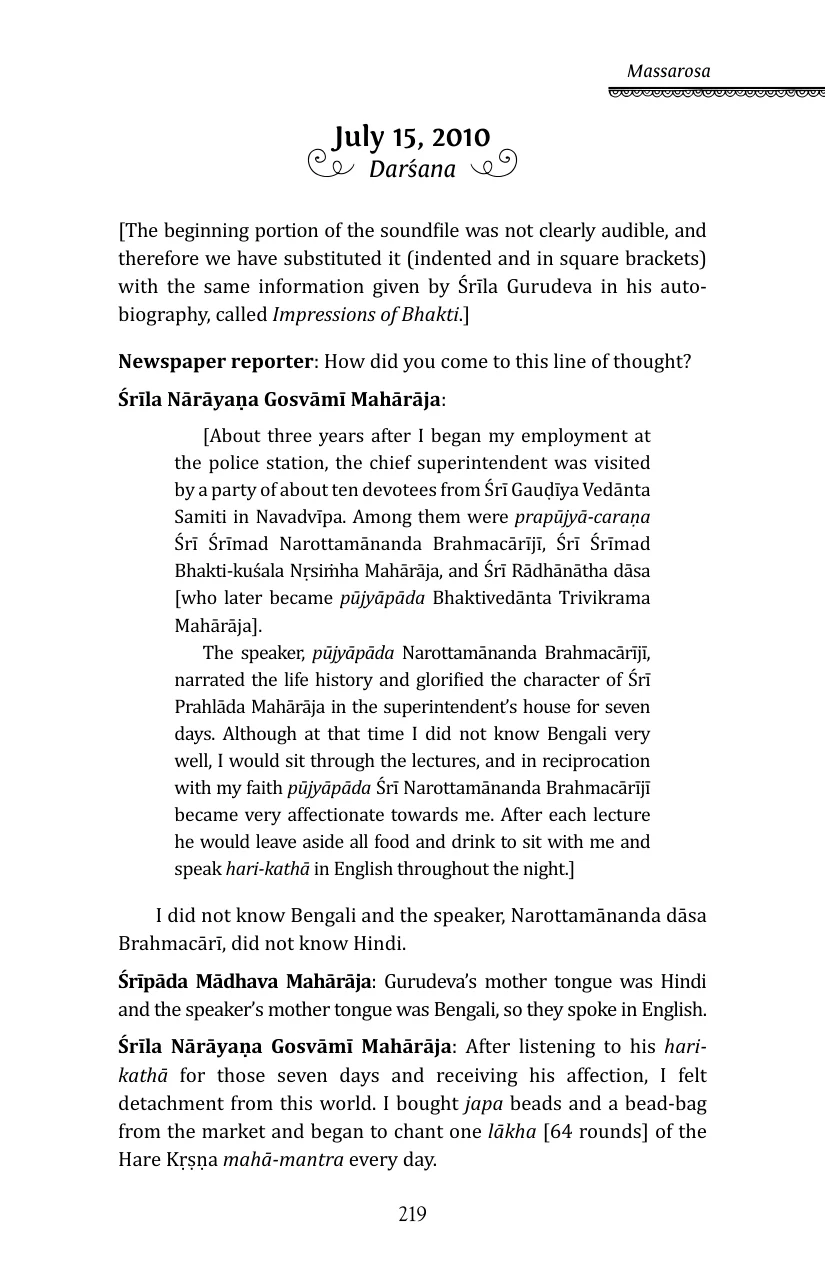 Massarosa
July 15, 2010
Darśana
[The beginning portion of the soundfile was not clearly audible, and
therefore we have substituted it (indented and in square brackets)
with the same information given by Śrīla Gurudeva in his auto-
biography, called Impressions of Bhakti.]
Newspaper reporter: How did you come to this line of thought?
Śrīla Nārāyaṇa Gosvāmī Mahārāja:
[About three years after I began my employment at
the police station, the chief superintendent was visited
by a party of about ten devotees from Śrī Gauḍīya Vedānta
Samiti in Navadvīpa. Among them were prapūjyā-caraṇa
Śrī Śrīmad Narottamānanda Brahmacārījī, Śrī Śrīmad
Bhakti-kuśala Nṛsiṁha Mahārāja, and Śrī Rādhānātha dāsa
[who later became pūjyāpāda Bhaktivedānta Trivikrama
Mahārāja].
The speaker, pūjyāpāda Narottamānanda Brahmacārījī,
narrated the life history and glorified the character of Śrī
Prahlāda Mahārāja in the superintendent’s house for seven
days. Although at that time I did not know Bengali very
well, I would sit through the lectures, and in reciprocation
with my faith pūjyāpāda Śrī Narottamānanda Brahmacārījī
became very affectionate towards me. After each lecture
he would leave aside all food and drink to sit with me and
speak hari-kathā in English throughout the night.]
I did not know Bengali and the speaker, Narottamānanda dāsa
Brahmacārī, did not know Hindi.
Śrīpāda Mādhava Mahārāja: Gurudeva’s mother tongue was Hindi
and the speaker’s mother tongue was Bengali, so they spoke in English.
Śrīla Nārāyaṇa Gosvāmī Mahārāja: After listening to his hari-
kathā for those seven days and receiving his affection, I felt
detachment from this world. I bought japa beads and a bead-bag
from the market and began to chant one lākha [64 rounds] of the
Hare Kṛṣṇa mahā-mantra every day.
219